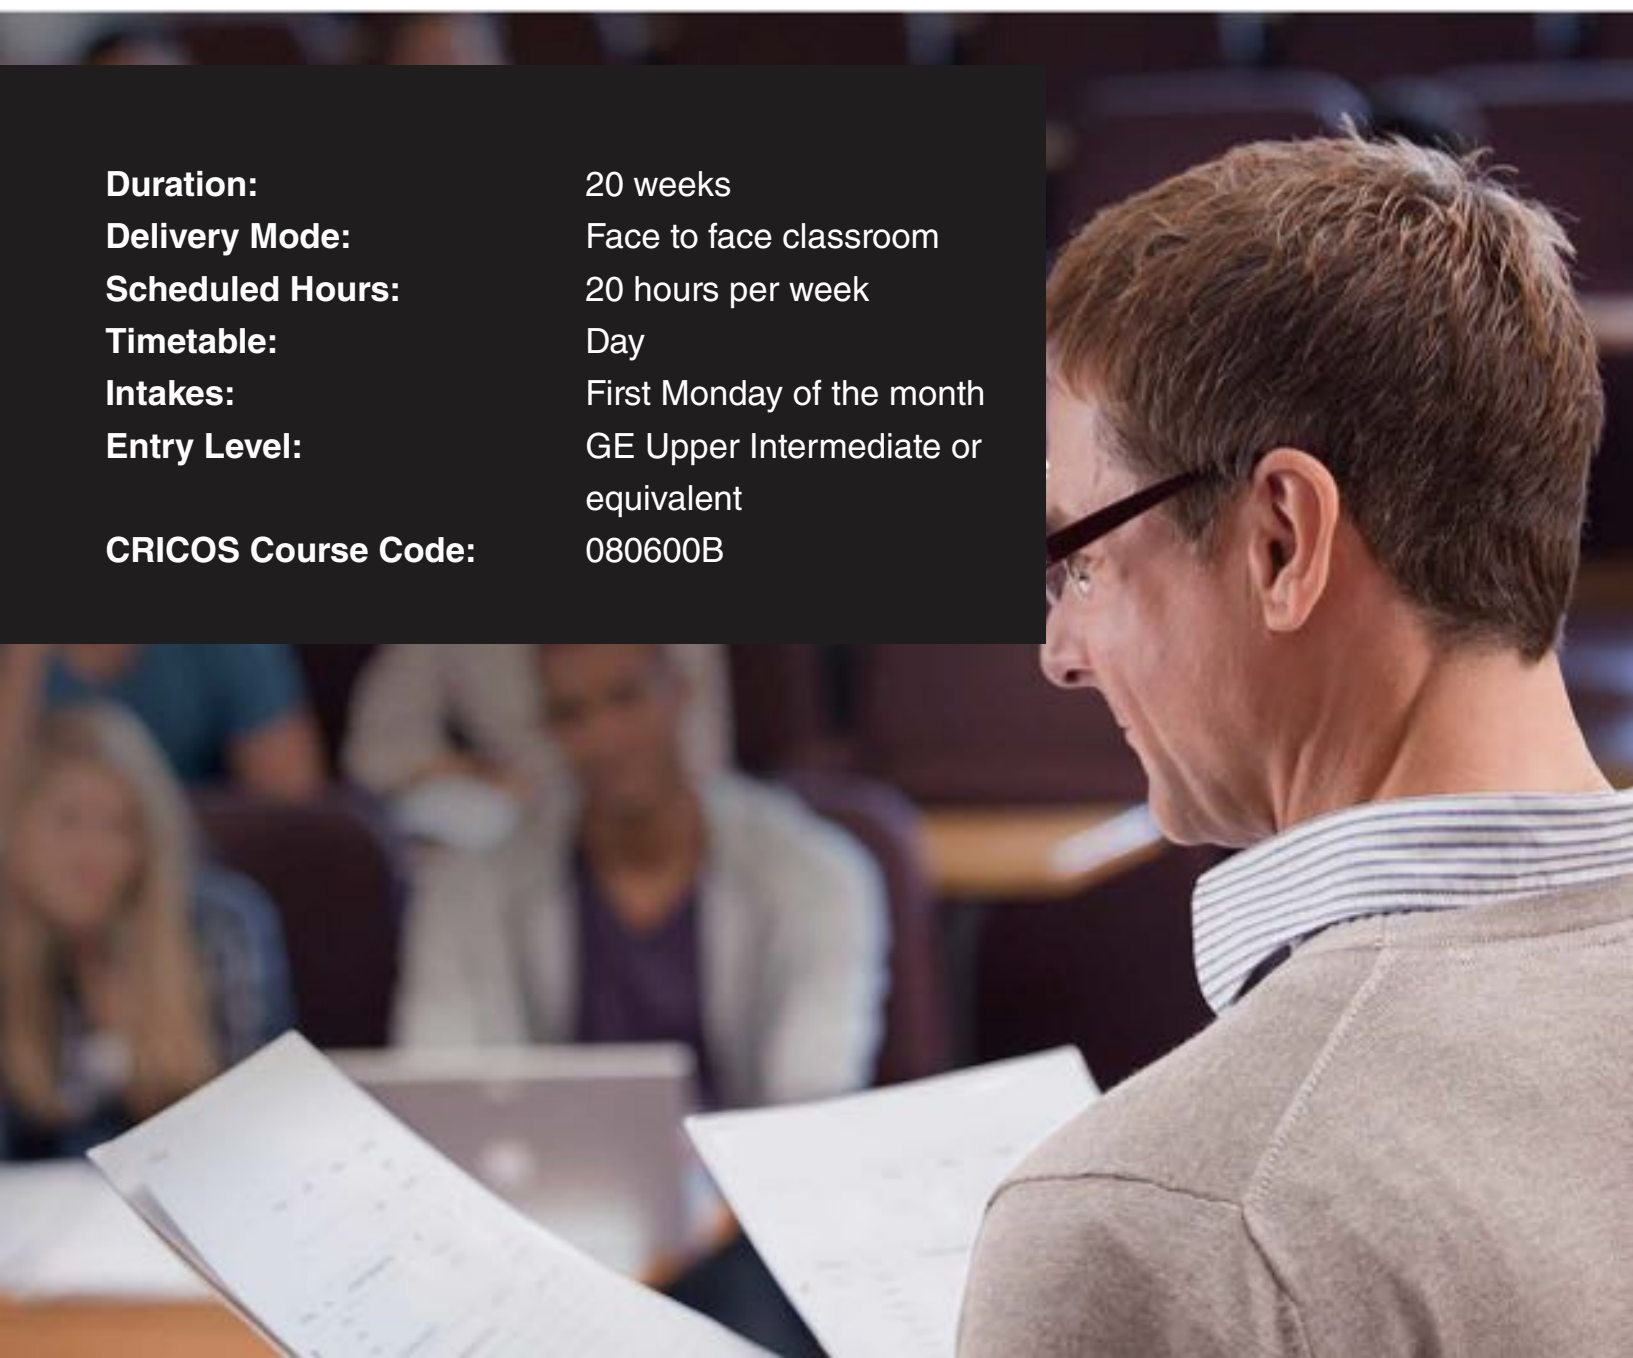 Duration: 20 weeks
Delivery Mode: Face to face classroom
Scheduled Hours: 20 hours per week
Timetable: Day
Intakes: First Monday of the month
Entry Level: GE Upper Intermediate or
equivalent
CRICOS Course Code: 080600B